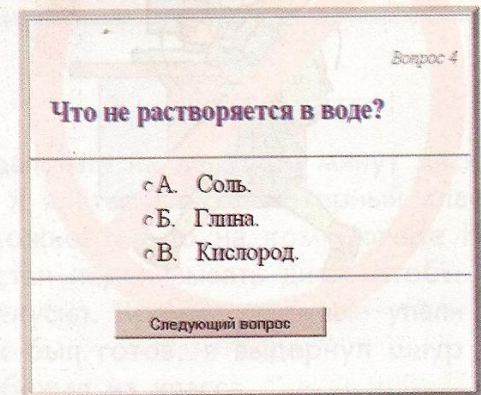 Вопрос 4
Что не растворяется в воде?
А. Соль.
Б. Глина.
В. Кислород.
Следующий вопрос